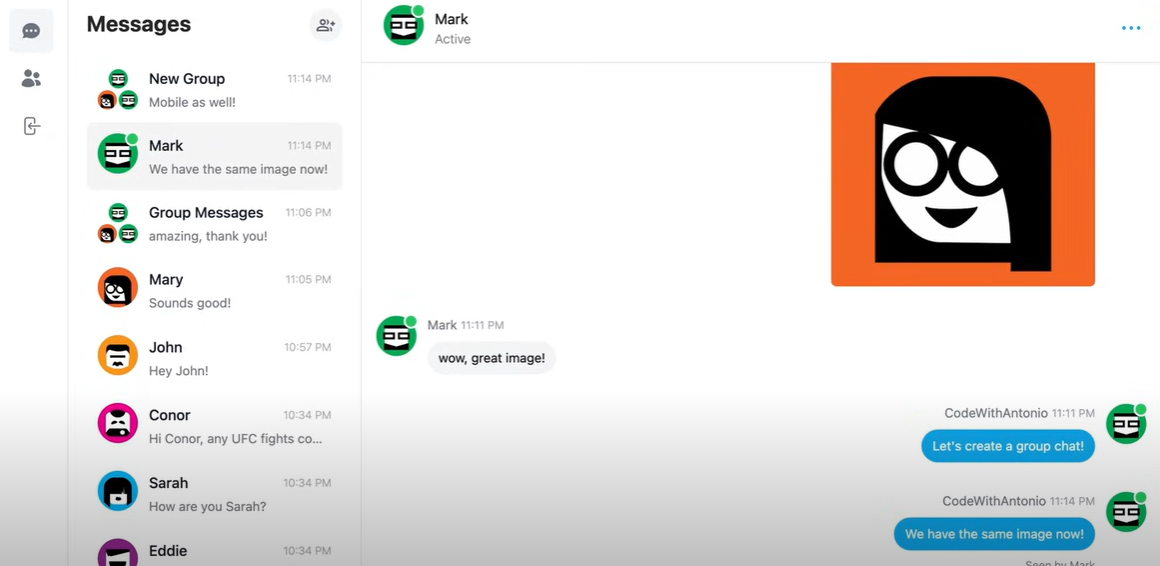 Messages
New Group 11:14 PM
Mobile as well!
Mark 11:14 PM
We have the same image now!
Group Messages 11:06 PM
amazing, thank you!
Mary 11:05 PM
Sounds good!
John 10:57 PM
Hey John!
Conor 10:34 PM
Hi Conor, any UFC fights co...
Sarah 10:34 PM
How are you Sarah?
Eddie 10:34 PM
Mark
Active
Mark 11:11 PM
wow, great image!
CodeWithAntonio 11:11 PM
Let's create a group chat!
CodeWithAntonio 11:14 PM
We have the same image now!
Seen by Mark